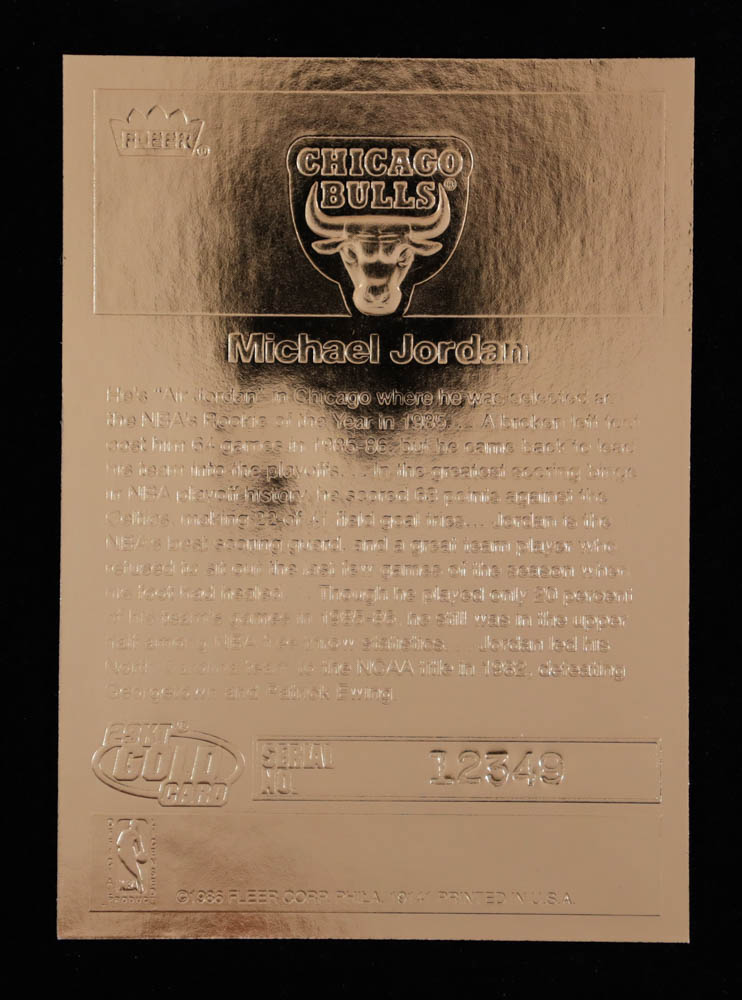 FLEER®
CHICAGO
BULLS®
Michael Jordan
He's "Air Jordan" in Chicago where he was selected as
the NBA's Rookie of the Year in 1985.... A broken left foot
cost him 64 games in 1985-86, but he came back to lead
his team into the playoffs.... In the greatest scoring binge
in NBA playoff history, he scored 63 points against the
Celtics, making 22 of 41 field goal tries.... Jordan is the
NBA's best scoring guard, and a great team player who
refused to sit out the last few games of the season when
his foot had healed.... Though he played only 20 percent
of his team's games in 1985-86, he still was in the upper
half among NBA free throw statistics.... Jordan led his
North Carolina team to the NCAA title in 1982, defeating
Georgetown and Patrick Ewing.
23KT®
GOLD
CARD
SERIAL
NO.
12349
NBA
©1986 FLEER CORP. PHILA. 19141 PRINTED IN U.S.A.